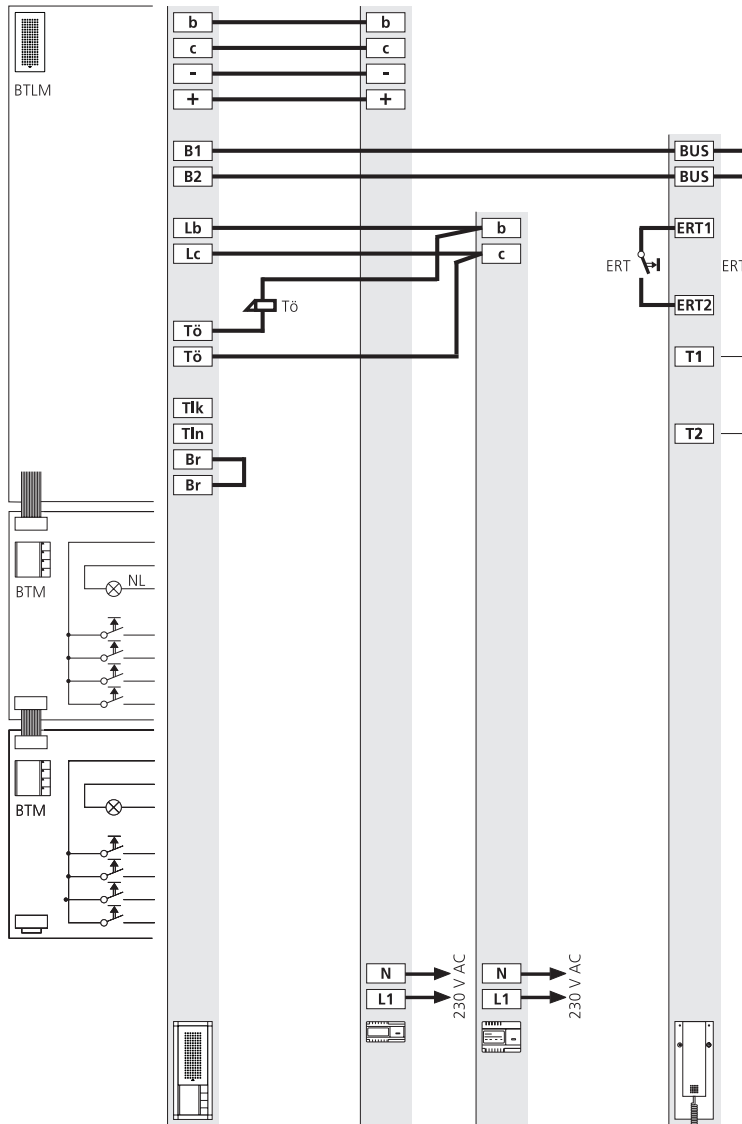 b b
c c
- -
+ +
BTLM
B1 BUS
B2 BUS
Lb b ERT1
Lc c
ERT ERT
Tö
ERT2
Tö
Tö T1
Tlk
Tln T2
Br
Br
NL
BTM
BTM
N N
230 V AC 230 V AC
L1 L1